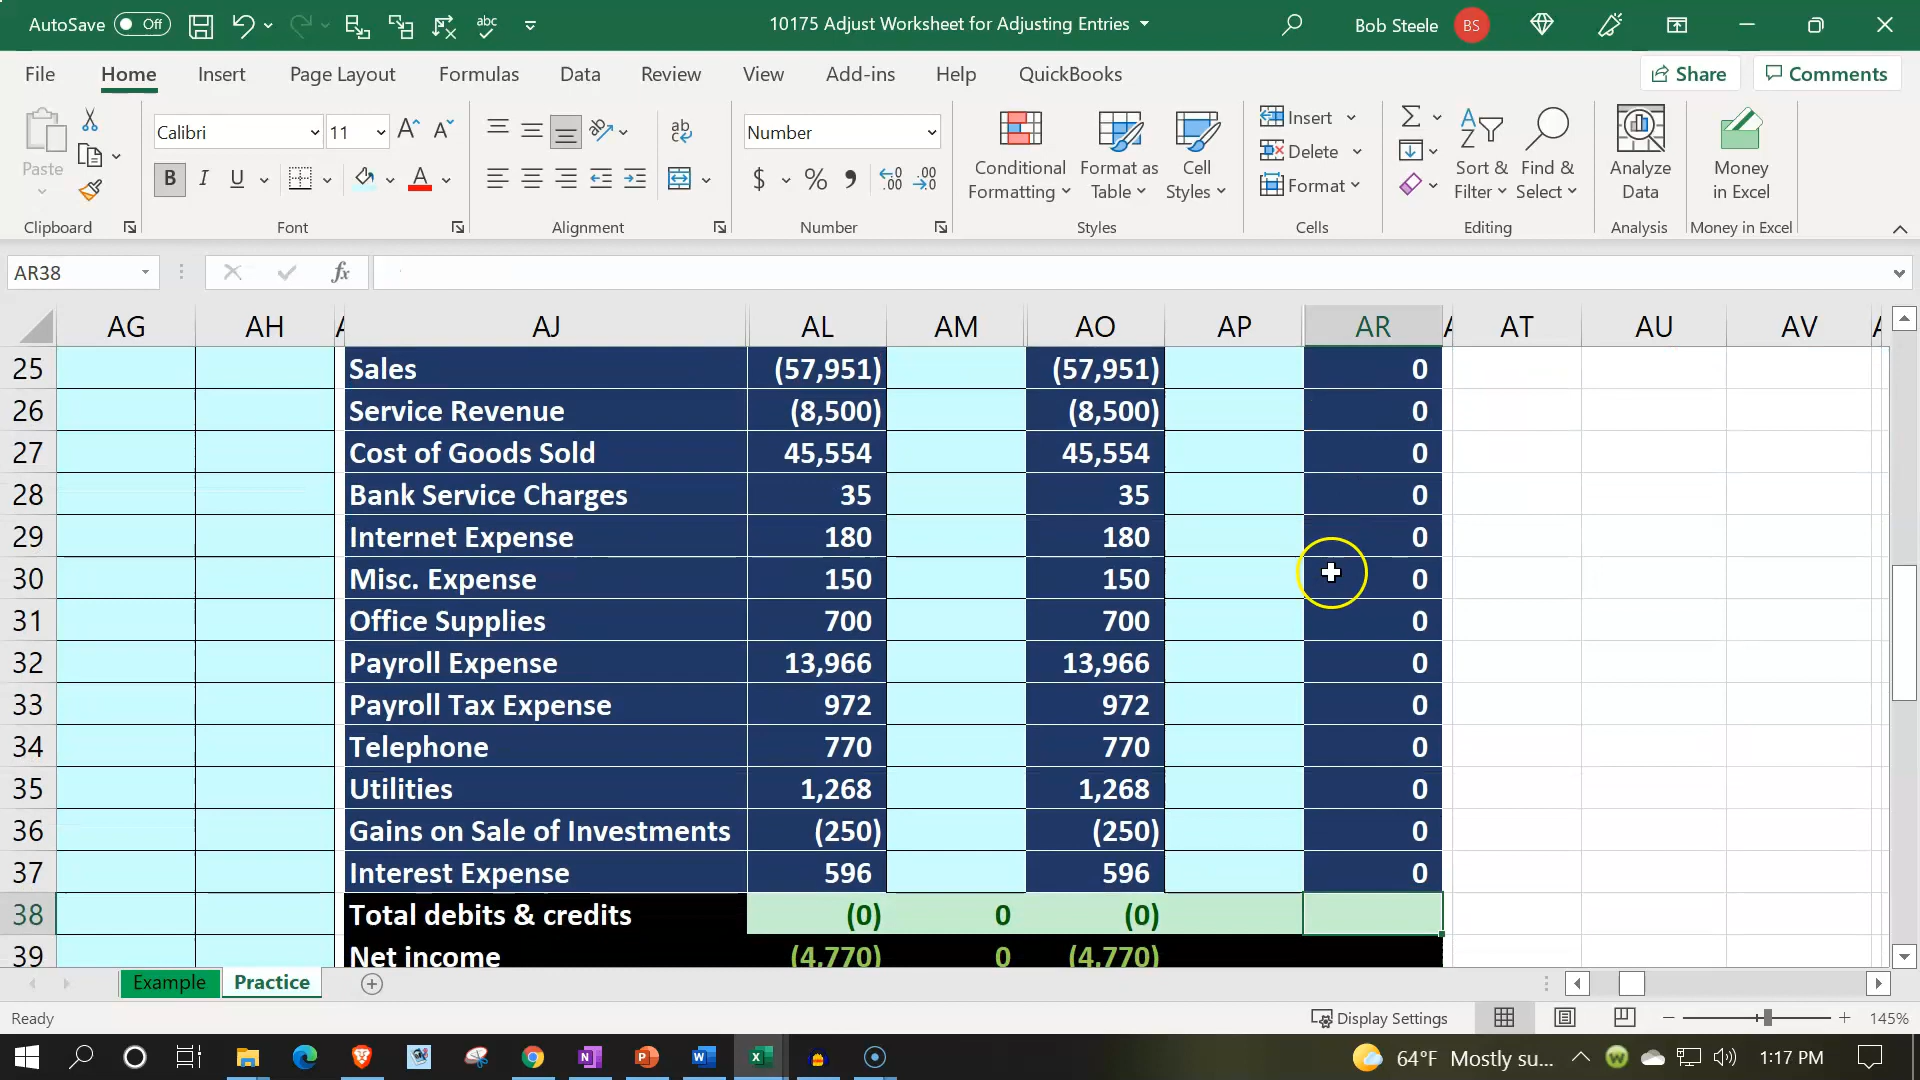 AutoSave Off 10175 Adjust Worksheet for Adjusting Entries Bob Steele BS
File Home Insert Page Layout Formulas Data Review View Add-ins Help QuickBooks Share Comments
Paste Calibri 11 Number Conditional Formatting Format as Table Cell Styles Insert Delete Format Sort & Filter Find & Select Analyze Data Money in Excel
Clipboard Font Alignment Number Styles Cells Editing Analysis Money in Excel
AR38 fx
AG AH AJ AL AM AO AP AR AT AU AV
25 Sales (57,951) (57,951) 0
26 Service Revenue (8,500) (8,500) 0
27 Cost of Goods Sold 45,554 45,554 0
28 Bank Service Charges 35 35 0
29 Internet Expense 180 180 0
30 Misc. Expense 150 150 0
31 Office Supplies 700 700 0
32 Payroll Expense 13,966 13,966 0
33 Payroll Tax Expense 972 972 0
34 Telephone 770 770 0
35 Utilities 1,268 1,268 0
36 Gains on Sale of Investments (250) (250) 0
37 Interest Expense 596 596 0
38 Total debits & credits (0) 0 (0)
39 Net income (4,770) 0 (4,770)
Example Practice
Ready Display Settings 145%
64°F Mostly su... 1:17 PM